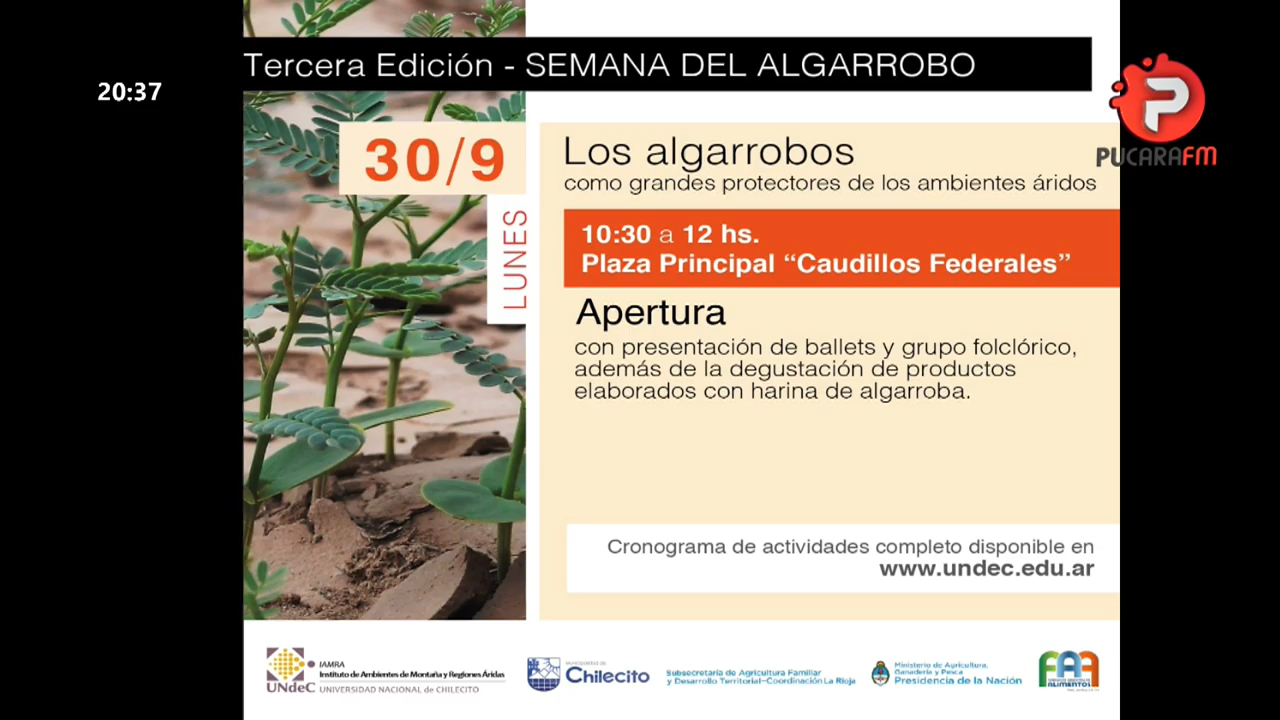 Tercera Edición - SEMANA DEL ALGARROBO
20:37
PUCARAFM
30/9
LUNES
Los algarrobos
como grandes protectores de los ambientes áridos
10:30 a 12 hs.
Plaza Principal “Caudillos Federales”
Apertura
con presentación de ballets y grupo folclórico,
además de la degustación de productos
elaborados con harina de algarroba.
Cronograma de actividades completo disponible en
www.undec.edu.ar
UNdeC
IAMRA
Instituto de Ambientes de Montaña y Regiones Áridas
UNIVERSIDAD NACIONAL de CHILECITO
Chilecito
Subsecretaría de Agricultura Familiar
y Desarrollo Territorial-Coordinación La Rioja
Ministerio de Agricultura,
Ganadería y Pesca
Presidencia de la Nación
ALIMENTOS